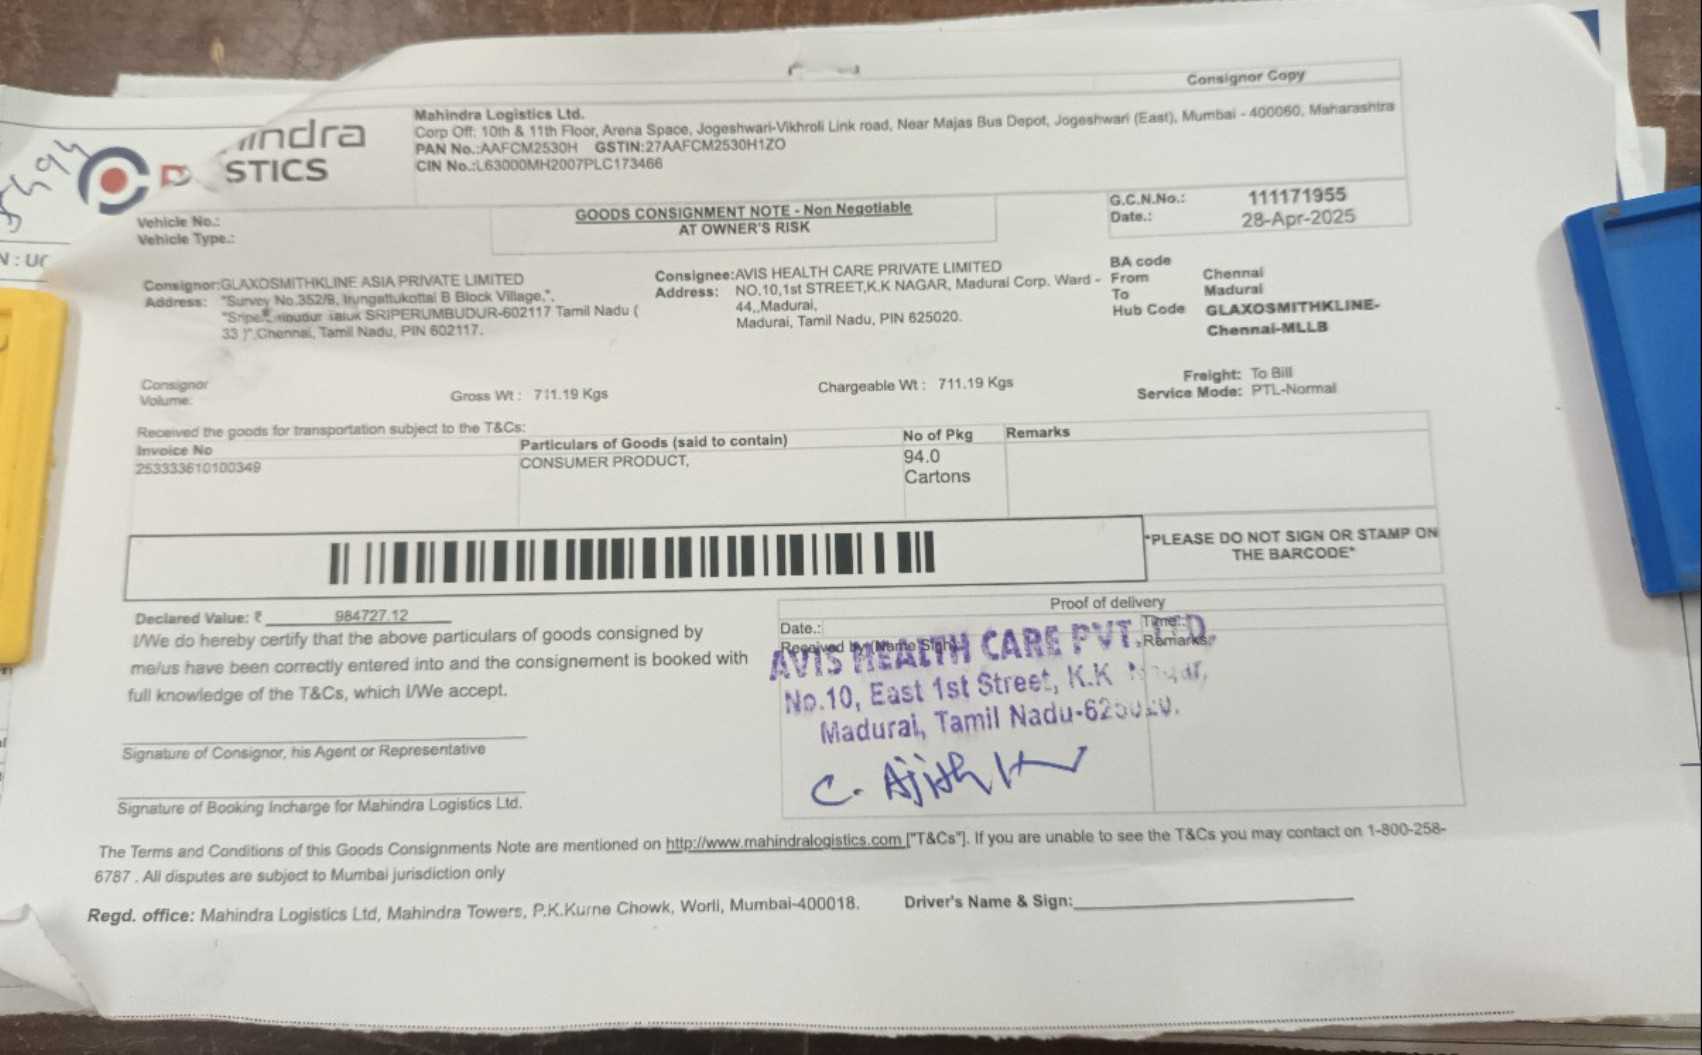 Consignor Copy
Mahindra Logistics Ltd.
Corp Off: 10th & 11th Floor, Arena Space, Jogeshwari-Vikhroli Link road, Near Majas Bus Depot, Jogeshwari (East), Mumbai - 400060, Maharashtra
PAN No.:AAFCM2530H GSTIN:27AAFCM2530H1ZO
CIN No.:L63000MH2007PLC173466
indra
STICS
G.C.N.No.: 111171955
Date.: 28-Apr-2025
Vehicle No.:
Vehicle Type.:
GOODS CONSIGNMENT NOTE - Non Negotiable
AT OWNER'S RISK
Consignor:GLAXOSMITHKLINE ASIA PRIVATE LIMITED
Address: "Survey No.352/B, Irungattukottai B Block Village,",
SRIPERUMBUDUR-602117 Tamil Nadu (
33 )",Chennai, Tamil Nadu, PIN 602117.
Consignee:AVIS HEALTH CARE PRIVATE LIMITED
Address: NO.10,1st STREET,K.K NAGAR, Madurai Corp. Ward -
44,,Madurai,
Madurai, Tamil Nadu, PIN 625020.
BA code
From Chennai
To Madurai
Hub Code GLAXOSMITHKLINE-
Chennai-MLLB
Consignor
Volume:
Gross Wt : 711.19 Kgs
Chargeable Wt : 711.19 Kgs
Freight: To Bill
Service Mode: PTL-Normal
Received the goods for transportation subject to the T&Cs:
Invoice No Particulars of Goods (said to contain) No of Pkg Remarks
253333610100349 CONSUMER PRODUCT, 94.0
Cartons
*PLEASE DO NOT SIGN OR STAMP ON
THE BARCODE*
Declared Value: ₹ 984727.12
I/We do hereby certify that the above particulars of goods consigned by
me/us have been correctly entered into and the consignement is booked with
full knowledge of the T&Cs, which I/We accept.
Signature of Consignor, his Agent or Representative
Signature of Booking Incharge for Mahindra Logistics Ltd.
Proof of delivery
Date.: Time:
Received by (Name Sign) Remarks:
AVIS HEALTH CARE PVT. LTD
No.10, East 1st Street, K.K Nagar,
Madurai, Tamil Nadu-625020.
C. Ajith
The Terms and Conditions of this Goods Consignments Note are mentioned on http://www.mahindralogistics.com ["T&Cs"]. If you are unable to see the T&Cs you may contact on 1-800-258-
6787 . All disputes are subject to Mumbai jurisdiction only
Regd. office: Mahindra Logistics Ltd, Mahindra Towers, P.K.Kurne Chowk, Worli, Mumbai-400018.
Driver's Name & Sign: